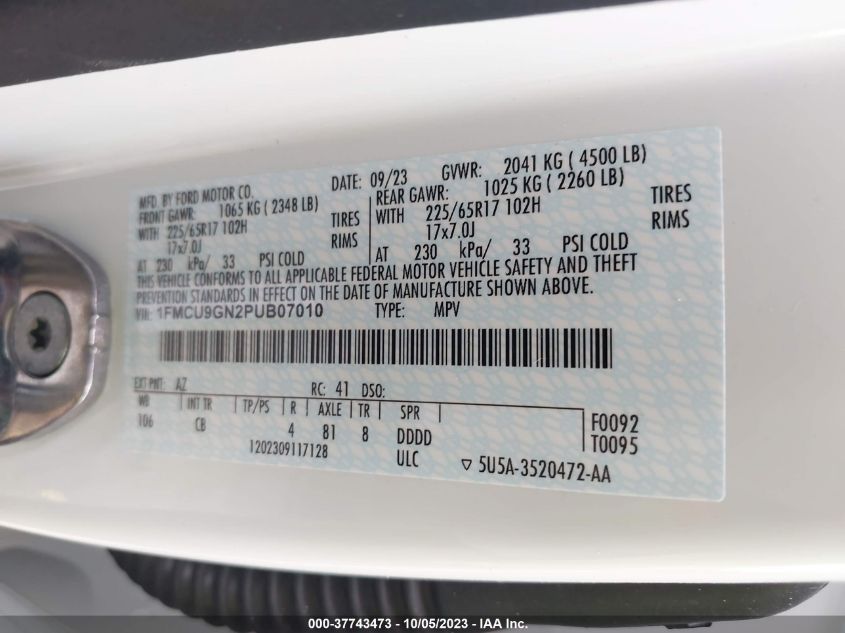 MFD. BY FORD MOTOR CO.
DATE: 09/23 GVWR: 2041 KG ( 4500 LB)
FRONT GAWR: 1065 KG ( 2348 LB)
WITH 225/65R17 102H TIRES
17x7.0J RIMS
AT 230 kPa/ 33 PSI COLD
REAR GAWR: 1025 KG ( 2260 LB)
WITH 225/65R17 102H TIRES
17x7.0J RIMS
AT 230 kPa/ 33 PSI COLD
THIS VEHICLE CONFORMS TO ALL APPLICABLE FEDERAL MOTOR VEHICLE SAFETY AND THEFT
PREVENTION STANDARDS IN EFFECT ON THE DATE OF MANUFACTURE SHOWN ABOVE.
VIN: 1FMCU9GN2PUB07010 TYPE: MPV
EXT PNT: AZ RC: 41 DSO:
WB INT TR TP/PS R AXLE TR SPR
106 CB 4 81 8 DDDD
F0092
T0095
1202309117128 ULC
▽ 5U5A-3520472-AA
000-37743473 - 10/05/2023 - IAA Inc.